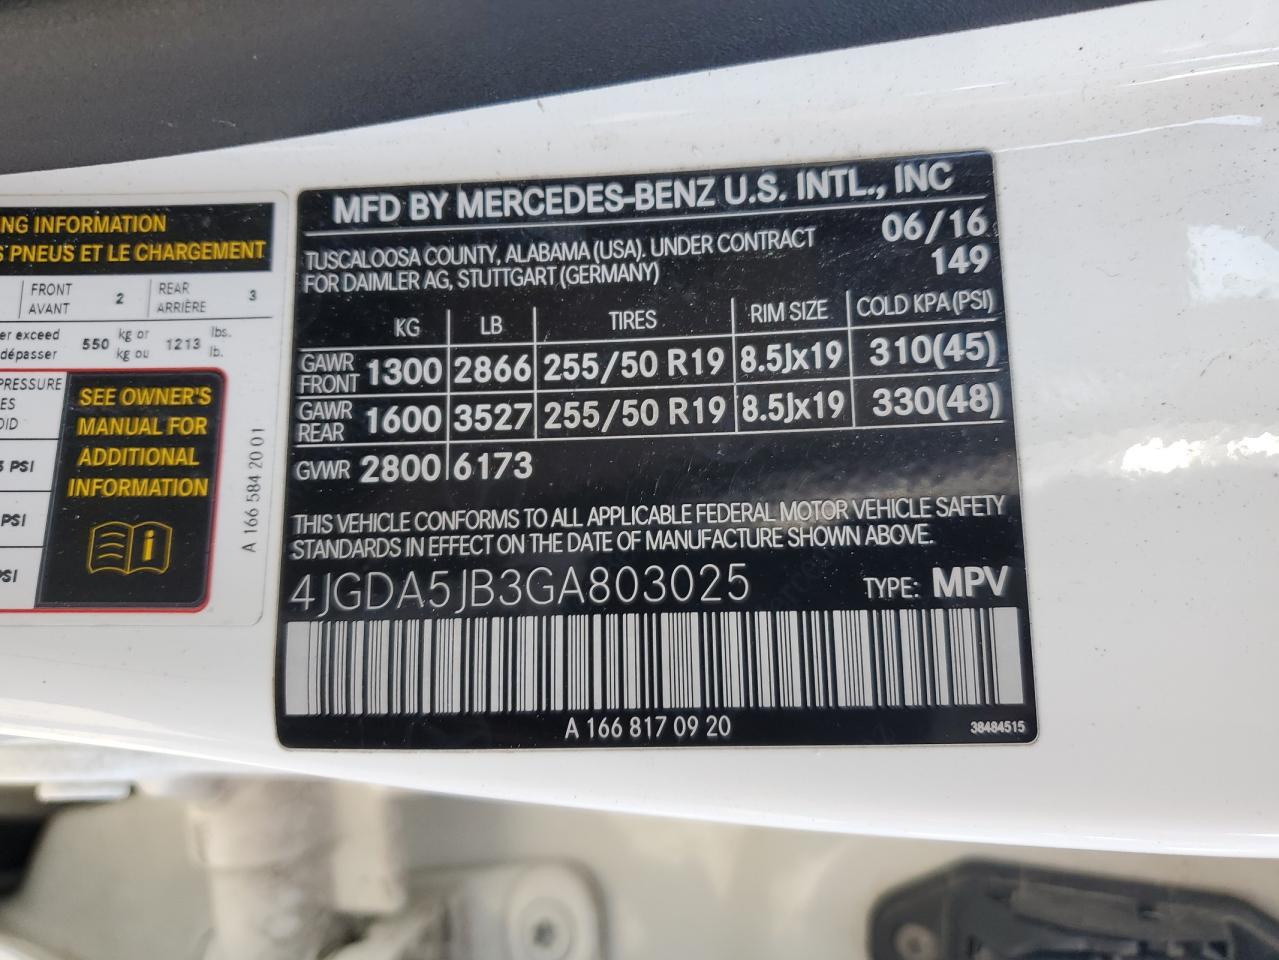 NG INFORMATION
S PNEUS ET LE CHARGEMENT
FRONT AVANT 2 REAR ARRIÈRE 3
er exceed 550 kg or 1213 lbs.
dépasser kg ou lb.
PRESSURE
SEE OWNER'S
MANUAL FOR
ADDITIONAL
INFORMATION
PSI
PSI
PSI
A 166 584 20 01
MFD BY MERCEDES-BENZ U.S. INTL., INC
TUSCALOOSA COUNTY, ALABAMA (USA). UNDER CONTRACT 06/16
FOR DAIMLER AG, STUTTGART (GERMANY) 149
KG LB TIRES RIM SIZE COLD KPA (PSI)
GAWR FRONT 1300 2866 255/50 R19 8.5Jx19 310(45)
GAWR REAR 1600 3527 255/50 R19 8.5Jx19 330(48)
GVWR 2800 6173
THIS VEHICLE CONFORMS TO ALL APPLICABLE FEDERAL MOTOR VEHICLE SAFETY
STANDARDS IN EFFECT ON THE DATE OF MANUFACTURE SHOWN ABOVE.
4JGDA5JB3GA803025 TYPE: MPV
A 166 817 09 20 38484515